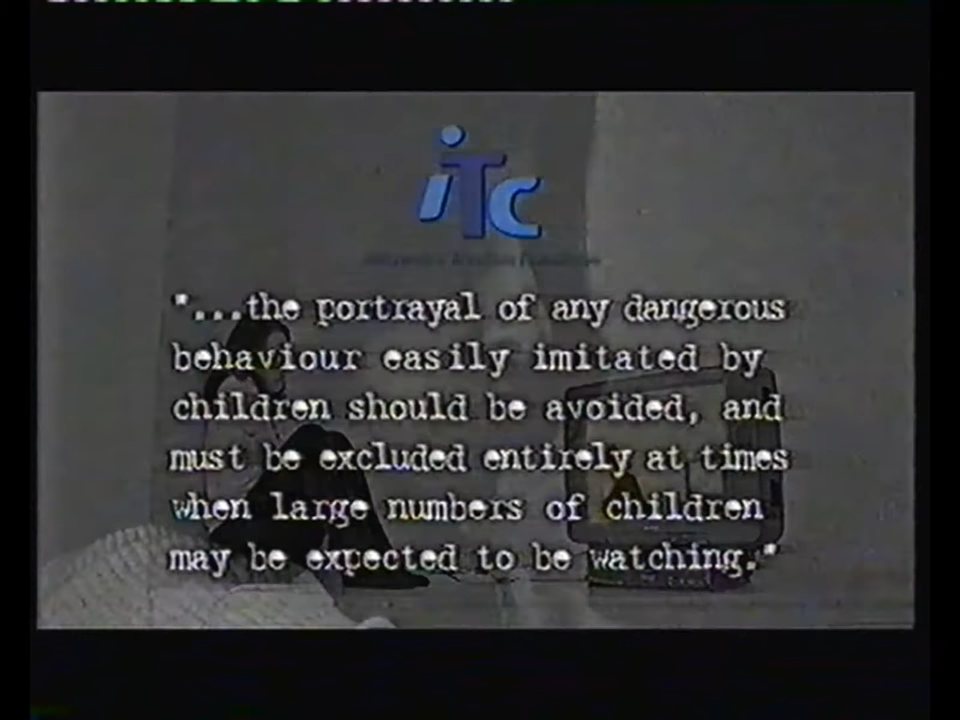 iTC
"...the portrayal of any dangerous
behaviour easily imitated by
children should be avoided, and
must be excluded entirely at times
when large numbers of children
may be expected to be watching."